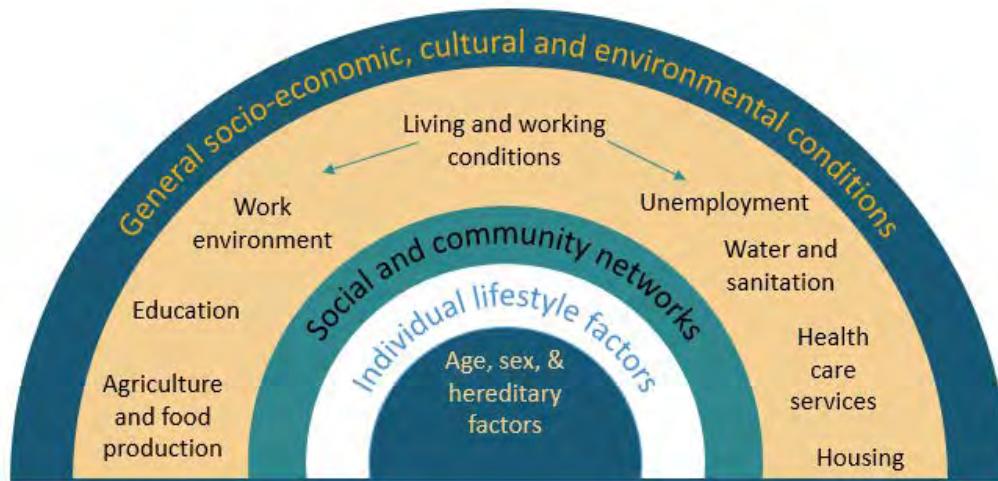 General socio-economic, cultural and environmental conditions
Living and working
conditions
Work
environment
Education
Agriculture
and food
production
Unemployment
Water and
sanitation
Health
care
services
Housing
Social and community networks
Individual lifestyle factors
Age, sex, &
hereditary
factors